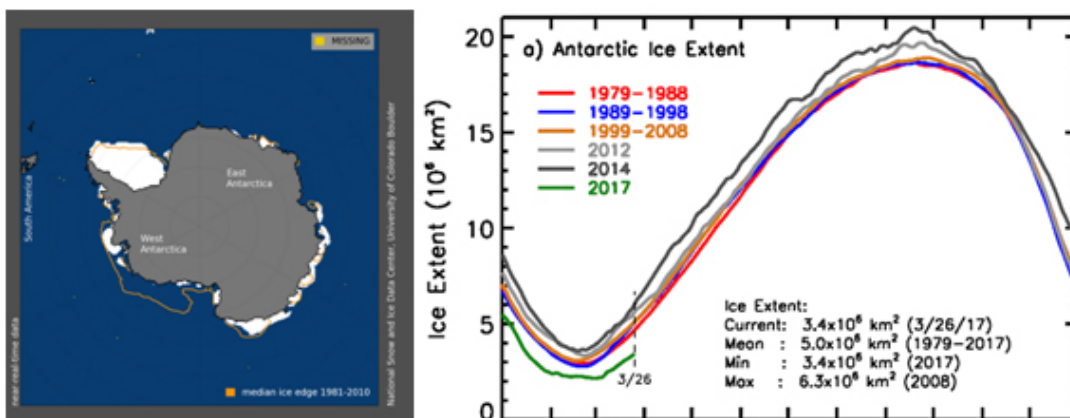 MISSING
East
Antarctica
West
Antarctica
South America
near real-time data
National Snow and Ice Data Center, University of Colorado Boulder
median ice edge 1981-2010
Ice Extent (10⁶ km²)
20
15
10
5
0
a) Antarctic Ice Extent
1979-1988
1989-1998
1999-2008
2012
2014
2017
3/26
Ice Extent:
Current: 3.4x10⁶ km² (3/26/17)
Mean : 5.0x10⁶ km² (1979-2017)
Min : 3.4x10⁶ km² (2017)
Max : 6.3x10⁶ km² (2008)